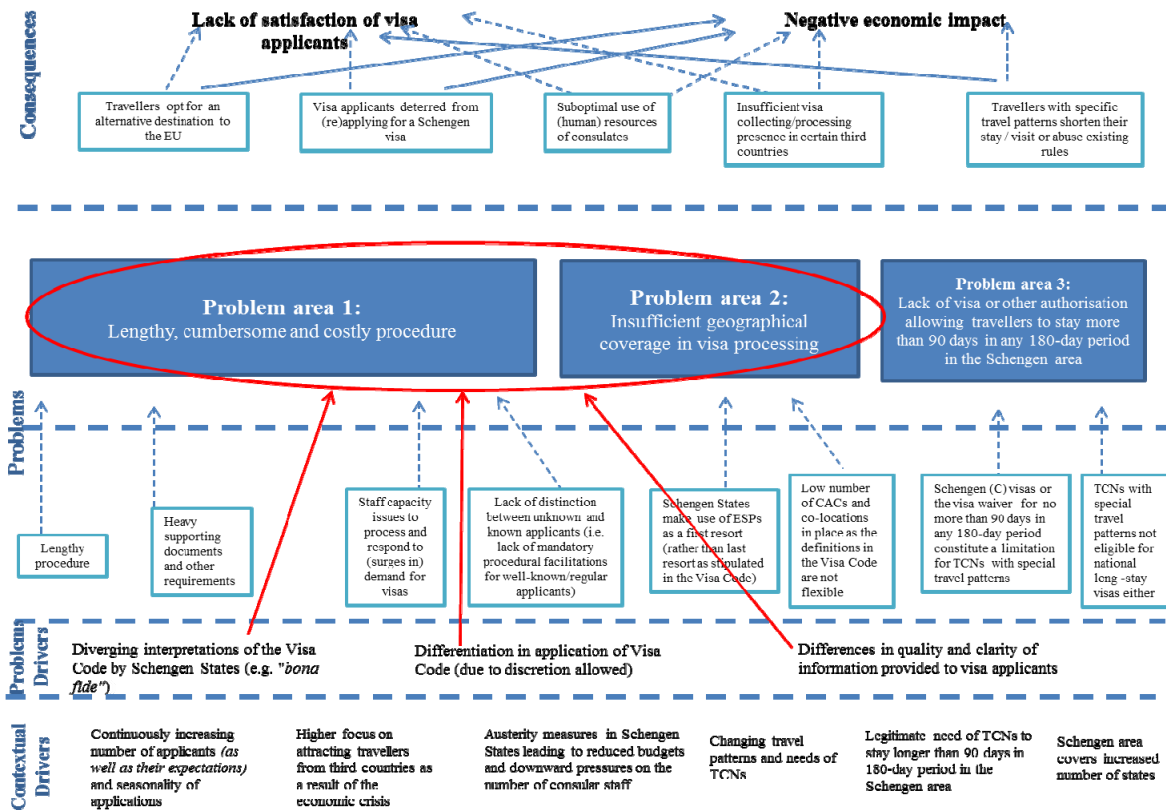 Consequences
Lack of satisfaction of visa
applicants
Negative economic impact
Travellers opt for an
alternative destination to
the EU
Visa applicants deterred from
(re)applying for a Schengen
visa
Suboptimal use of
(human) resources
of consulates
Insufficient visa
collecting/processing
presence in certain third
countries
Travellers with specific
travel patterns shorten their
stay / visit or abuse existing
rules
Problems
Problem area 1:
Lengthy, cumbersome and costly procedure
Problem area 2:
Insufficient geographical
coverage in visa processing
Problem area 3:
Lack of visa or other authorisation
allowing travellers to stay more
than 90 days in any 180-day period
in the Schengen area
Lengthy
procedure
Heavy
supporting
documents
and other
requirements
Staff capacity
issues to
process and
respond to
(surges in)
demand for
visas
Lack of distinction
between unknown and
known applicants (i.e.
lack of mandatory
procedural facilitations
for well-known/regular
applicants)
Schengen States
make use of ESPs
as a first resort
(rather than last
resort as stipulated
in the Visa Code)
Low number
of CACs and
co-locations
in place as the
definitions in
the Visa Code
are not
flexible
Schengen (C) visas or
the visa waiver for no
more than 90 days in
any 180-day period
constitute a limitation
for TCNs with special
travel patterns
TCNs with
special
travel
patterns not
eligible for
national
long -stay
visas either
Problems
Drivers
Diverging interpretations of the Visa
Code by Schengen States (e.g. "bona
fide")
Differentiation in application of Visa
Code (due to discretion allowed)
Differences in quality and clarity of
information provided to visa applicants
Contextual
Drivers
Continuously increasing
number of applicants (as
well as their expectations)
and seasonality of
applications
Higher focus on
attracting travellers
from third countries as
a result of the
economic crisis
Austerity measures in Schengen
States leading to reduced budgets
and downward pressures on the
number of consular staff
Changing travel
patterns and needs of
TCNs
Legitimate need of TCNs to
stay longer than 90 days in
180-day period in the
Schengen area
Schengen area
covers increased
number of states